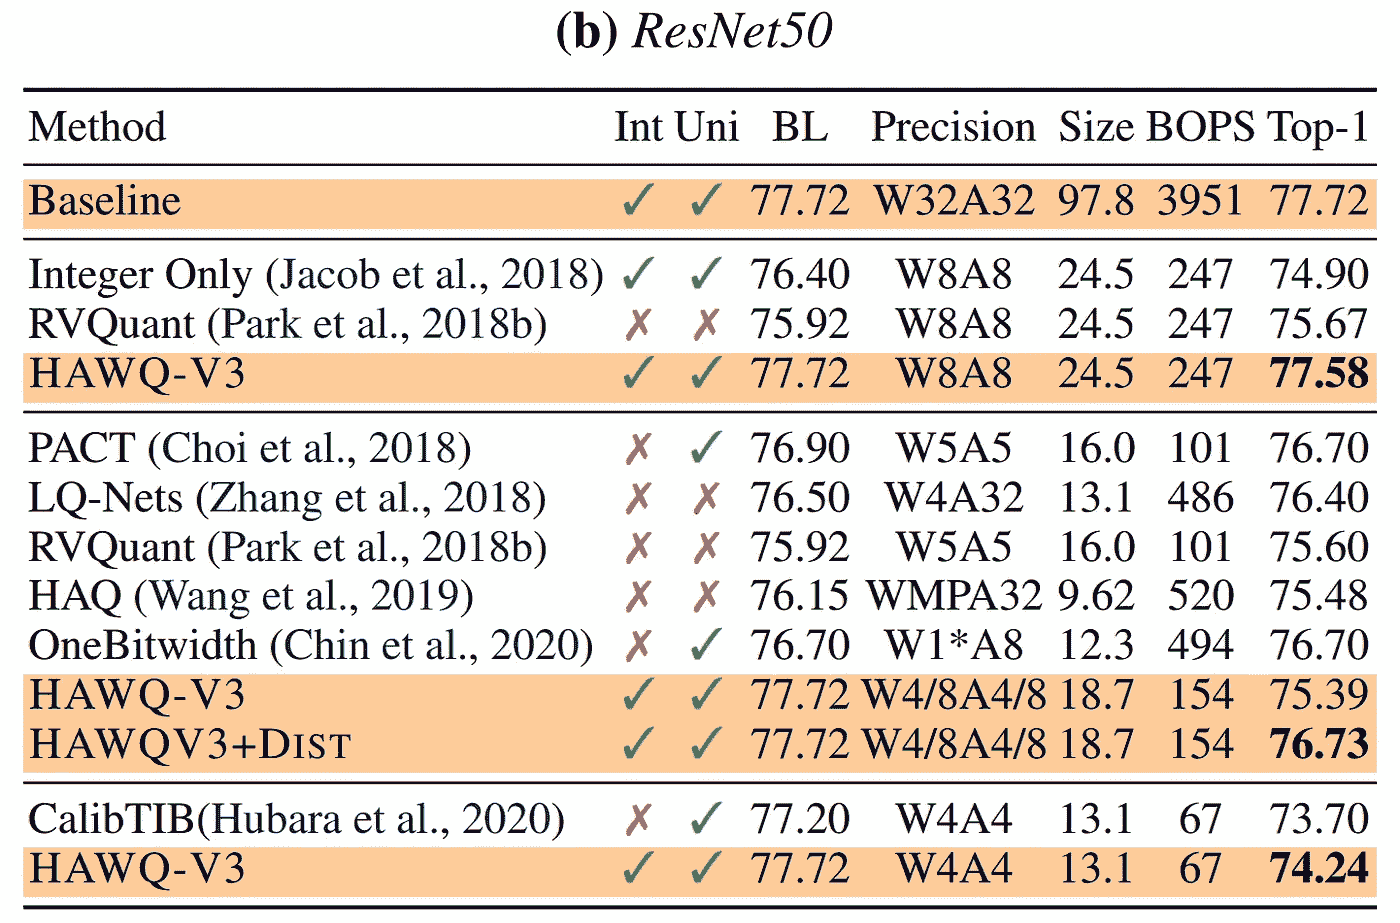 (b) ResNet50
Method Int Uni BL Precision Size BOPS Top-1
Baseline ✓ ✓ 77.72 W32A32 97.8 3951 77.72
Integer Only (Jacob et al., 2018) ✓ ✓ 76.40 W8A8 24.5 247 74.90
RVQuant (Park et al., 2018b) ✗ ✗ 75.92 W8A8 24.5 247 75.67
HAWQ-V3 ✓ ✓ 77.72 W8A8 24.5 247 77.58
PACT (Choi et al., 2018) ✗ ✓ 76.90 W5A5 16.0 101 76.70
LQ-Nets (Zhang et al., 2018) ✗ ✗ 76.50 W4A32 13.1 486 76.40
RVQuant (Park et al., 2018b) ✗ ✗ 75.92 W5A5 16.0 101 75.60
HAQ (Wang et al., 2019) ✗ ✗ 76.15 WMPA32 9.62 520 75.48
OneBitwidth (Chin et al., 2020) ✗ ✓ 76.70 W1*A8 12.3 494 76.70
HAWQ-V3 ✓ ✓ 77.72 W4/8A4/8 18.7 154 75.39
HAWQV3+DIST ✓ ✓ 77.72 W4/8A4/8 18.7 154 76.73
CalibTIB(Hubara et al., 2020) ✗ ✓ 77.20 W4A4 13.1 67 73.70
HAWQ-V3 ✓ ✓ 77.72 W4A4 13.1 67 74.24